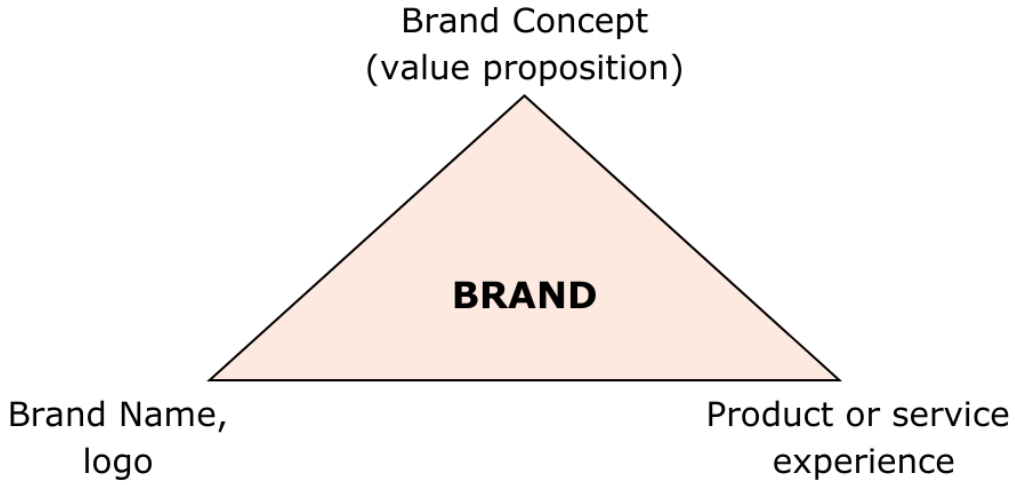 Brand Concept
(value proposition)
BRAND
Brand Name,
logo
Product or service
experience